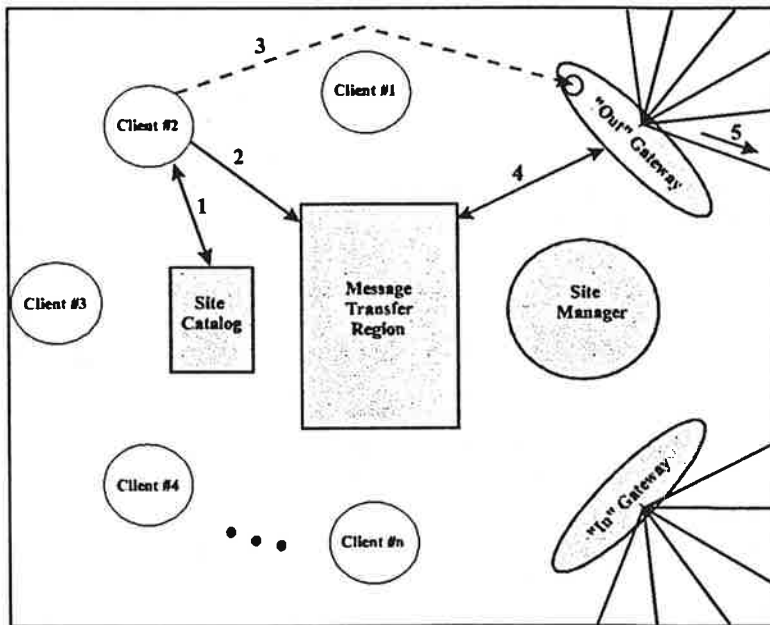 3
Client #1
Client #2
"Out" Gateway
5
2
4
1
Site
Catalog
Message
Transfer
Region
Site
Manager
Client #3
Client #4
Client #n
"In" Gateway